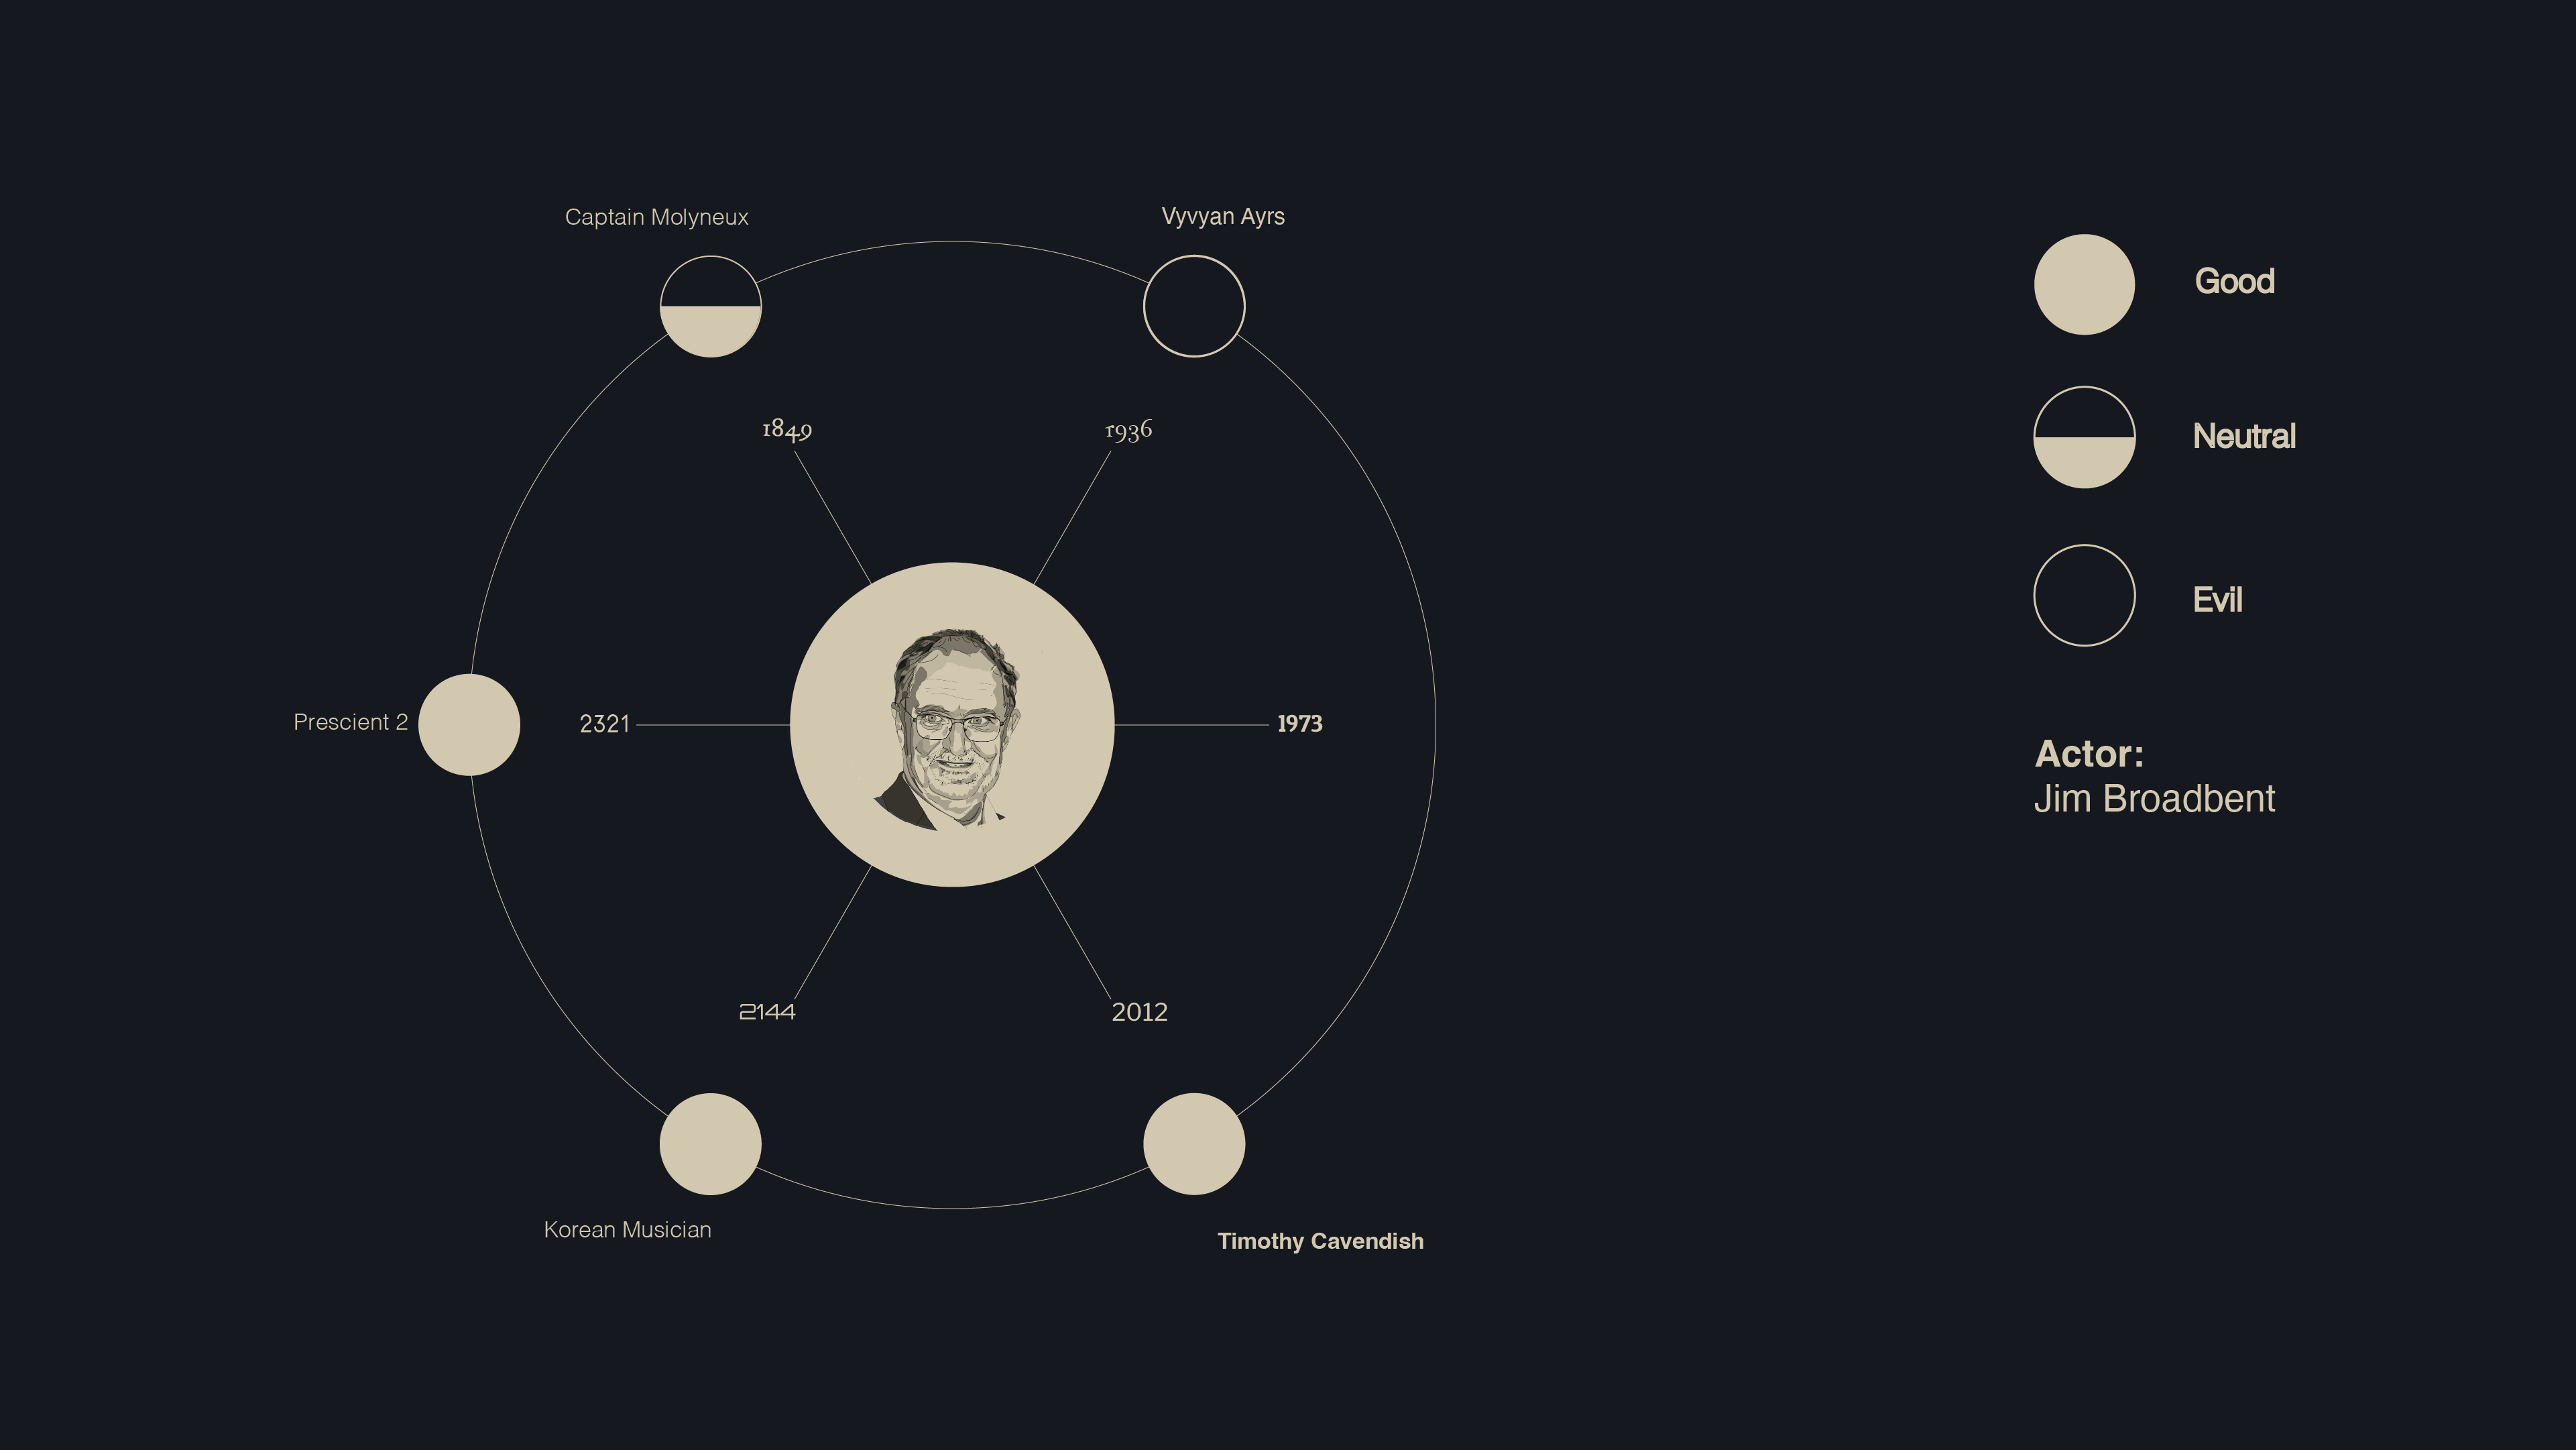 Captain Molyneux
Vyvyan Ayrs
1849
1936
Prescient 2
2321
1973
2144
2012
Korean Musician
Timothy Cavendish
Good
Neutral
Evil
Actor:
Jim Broadbent